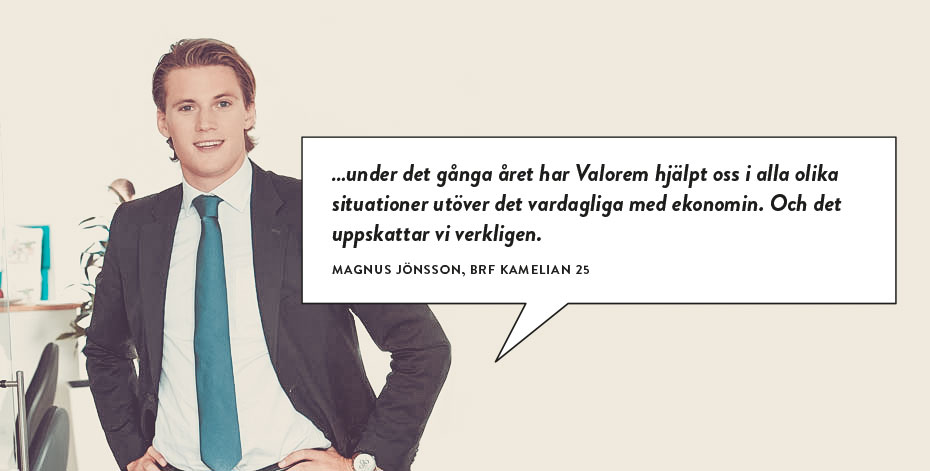 ...under det gånga året har Valorem hjälpt oss i alla olika
situationer utöver det vardagliga med ekonomin. Och det
uppskattar vi verkligen.
MAGNUS JÖNSSON, BRF KAMELIAN 25